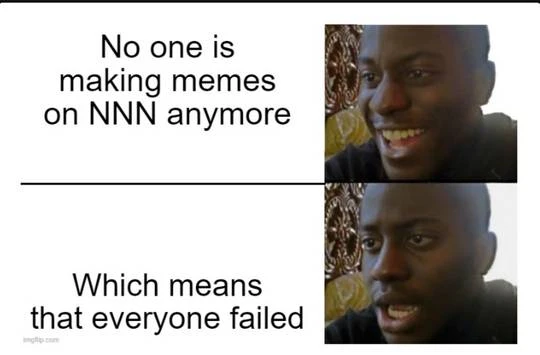 No one is
making memes
on NNN anymore
Which means
that everyone failed
imgflip.com